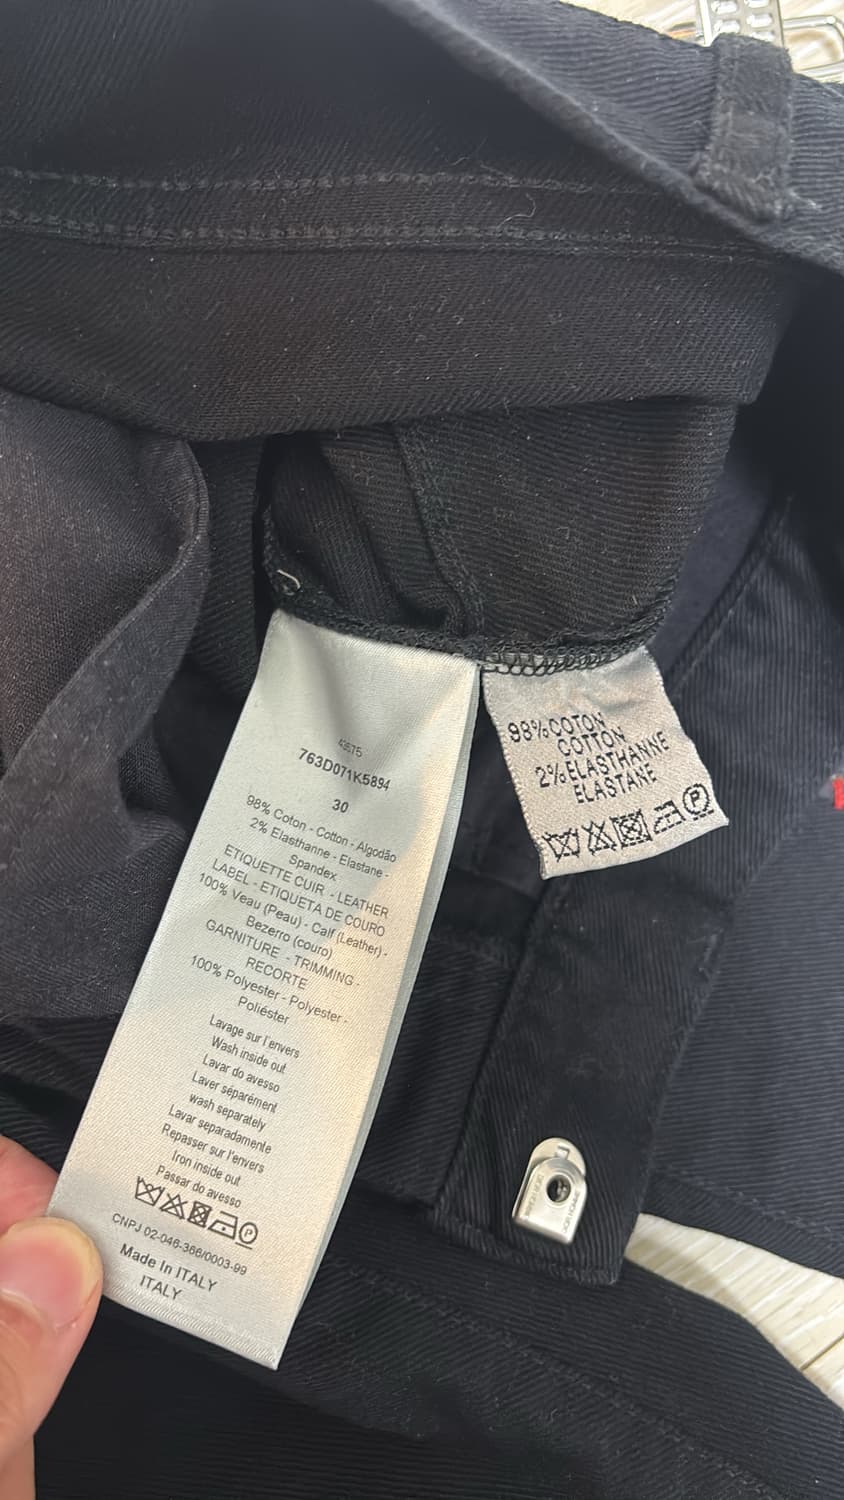 43575
763D071K5894
30
98% Coton - Cotton - Algodão
2% Elasthanne - Elastane -
Spandex
ETIQUETTE CUIR - LEATHER
LABEL - ETIQUETA DE COURO
100% Veau (Peau) - Calf (Leather) -
Bezerro (couro)
GARNITURE - TRIMMING -
RECORTE
100% Polyester - Polyester -
Poliéster
Lavage sur l'envers
Wash inside out
Lavar do avesso
Laver séparément
wash separately
Lavar separadamente
Repasser sur l'envers
Iron inside out
Passar do avesso
P
CNPJ 02-046-366/0003-99
Made In ITALY
ITALY
98%COTON
COTTON
2%ELASTHANNE
ELASTANE
P